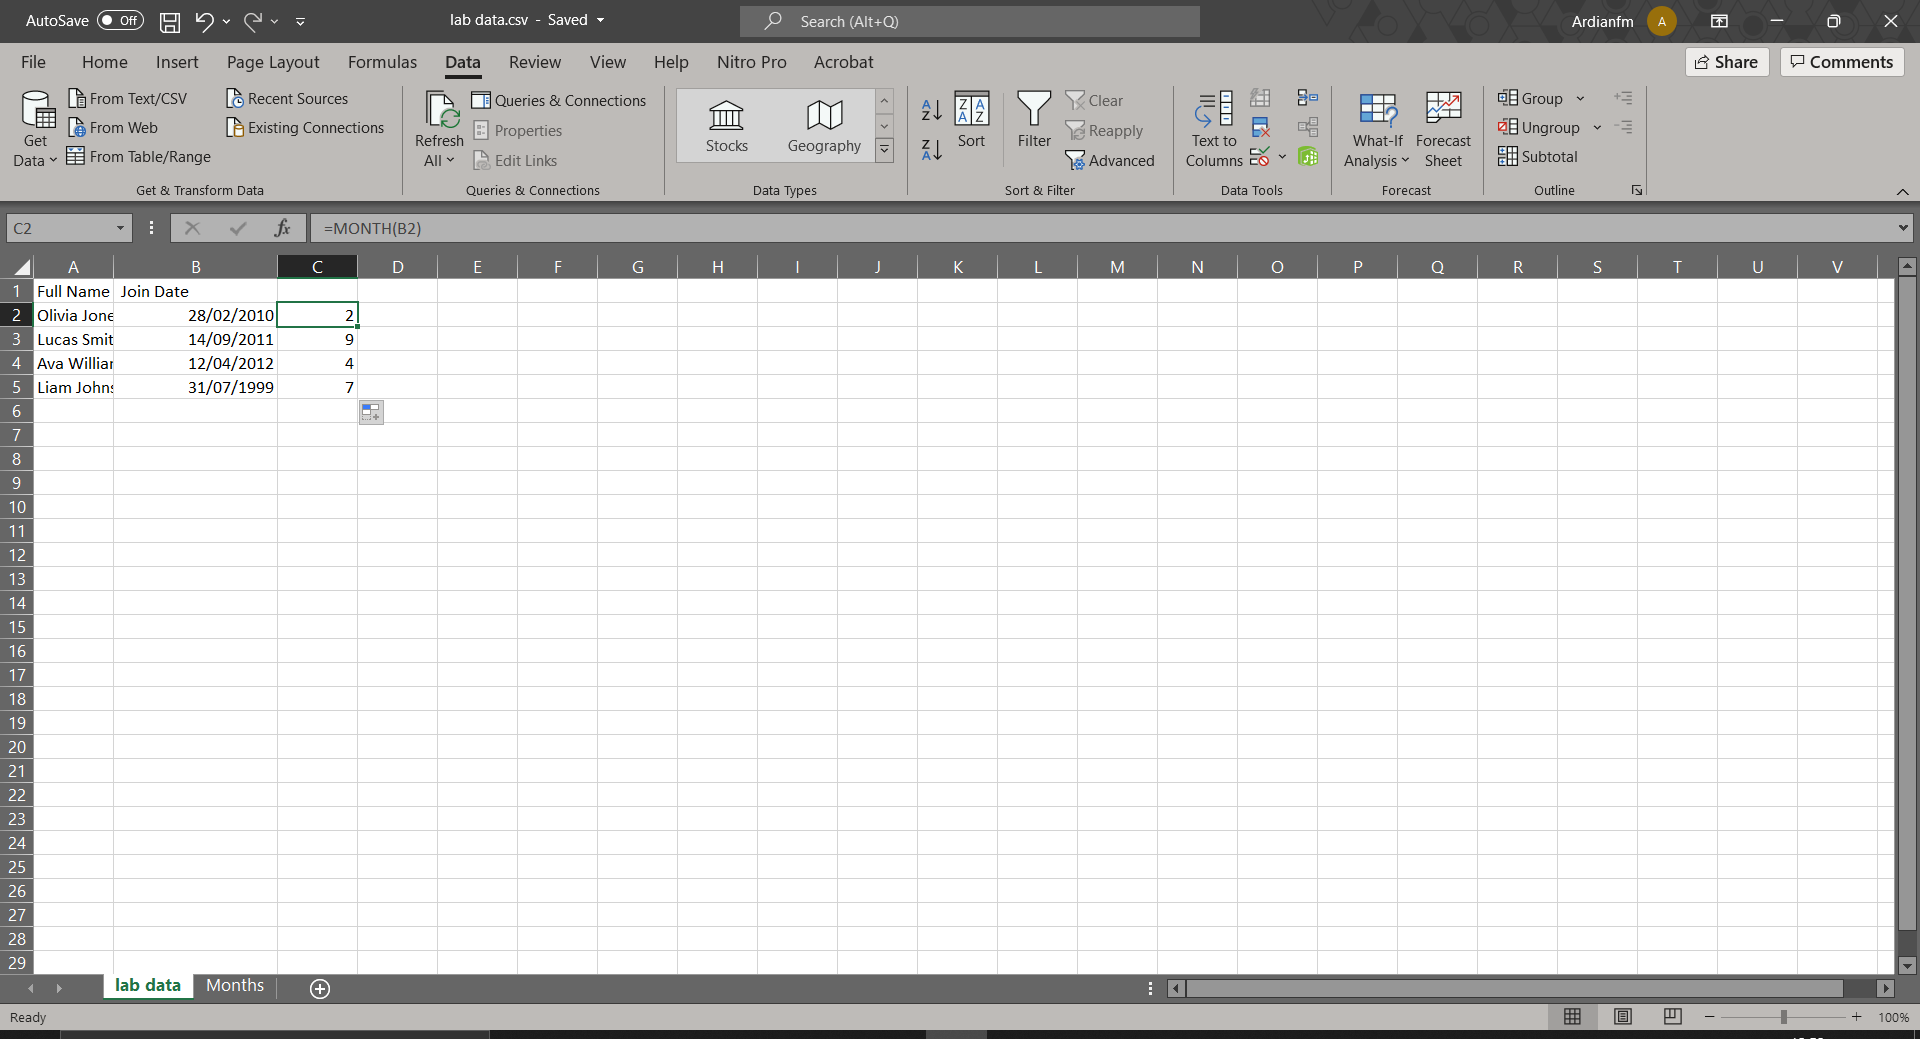 AutoSave Off lab data.csv - Saved Search (Alt+Q) Ardianfm A
File Home Insert Page Layout Formulas Data Review View Help Nitro Pro Acrobat Share Comments
Get Data
From Text/CSV
From Web
From Table/Range
Recent Sources
Existing Connections
Get & Transform Data
Refresh All
Queries & Connections
Properties
Edit Links
Queries & Connections
Stocks
Geography
Data Types
Sort
Filter
Clear
Reapply
Advanced
Sort & Filter
Text to Columns
Data Tools
What-If Analysis
Forecast Sheet
Forecast
Group
Ungroup
Subtotal
Outline
C2 fx =MONTH(B2)
A B C D E F G H I J K L M N O P Q R S T U V
1 Full Name Join Date
2 Olivia Jone 28/02/2010 2
3 Lucas Smit 14/09/2011 9
4 Ava Williar 12/04/2012 4
5 Liam Johns 31/07/1999 7
6
7
8
9
10
11
12
13
14
15
16
17
18
19
20
21
22
23
24
25
26
27
28
29
lab data Months
Ready 100%